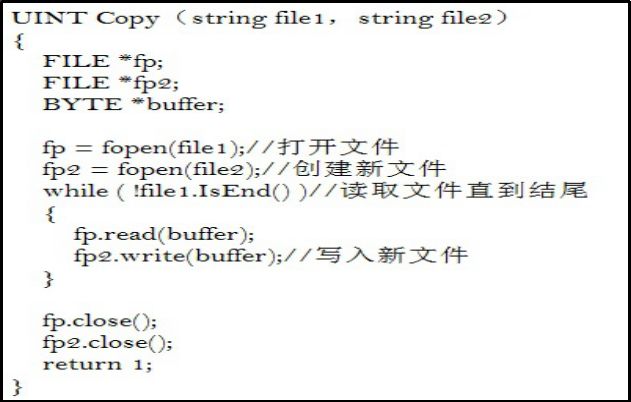 UINT Copy（string file1， string file2）
{
FILE *fp;
FILE *fp2;
BYTE *buffer;
fp = fopen(file1);//打开文件
fp2 = fopen(file2);//创建新文件
while ( !file1.IsEnd() )//读取文件直到结尾
{
fp.read(buffer);
fp2.write(buffer);//写入新文件
}
fp.close();
fp2.close();
return 1;
}